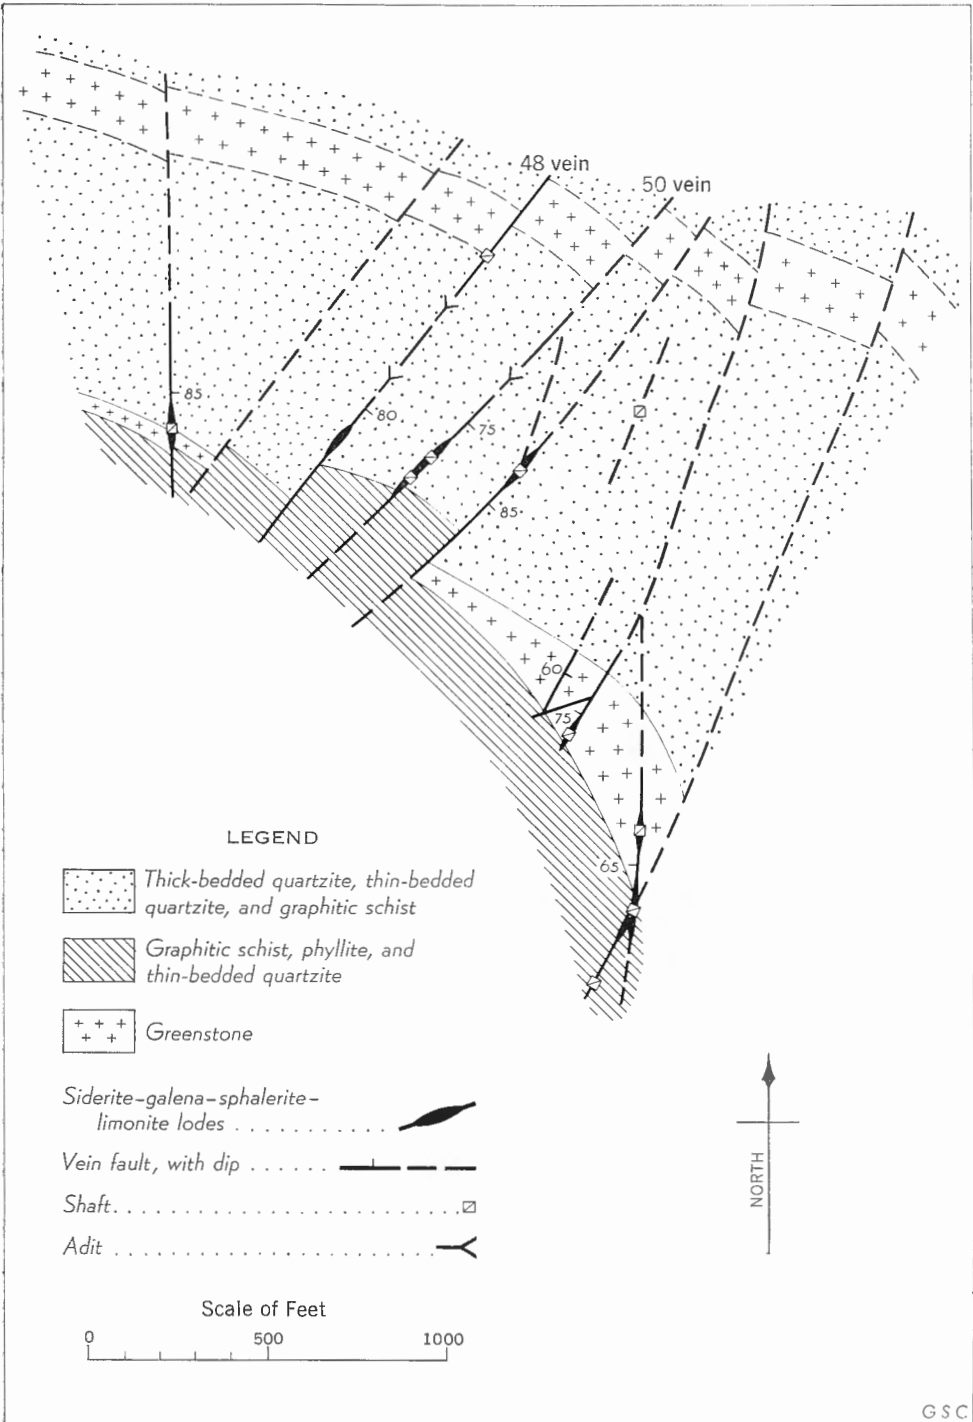 48 vein
50 vein
85
80
75
85
60
75
65
LEGEND
Thick-bedded quartzite, thin-bedded
quartzite, and graphitic schist
Graphitic schist, phyllite, and
thin-bedded quartzite
Greenstone
Siderite-galena-sphalerite-
limonite lodes . . . . . . . . . .
Vein fault, with dip . . . . . .
Shaft. . . . . . . . . . . . . . . . . . . . . . .
Adit . . . . . . . . . . . . . . . . . . . . . .
NORTH
Scale of Feet
0 500 1000
GSC